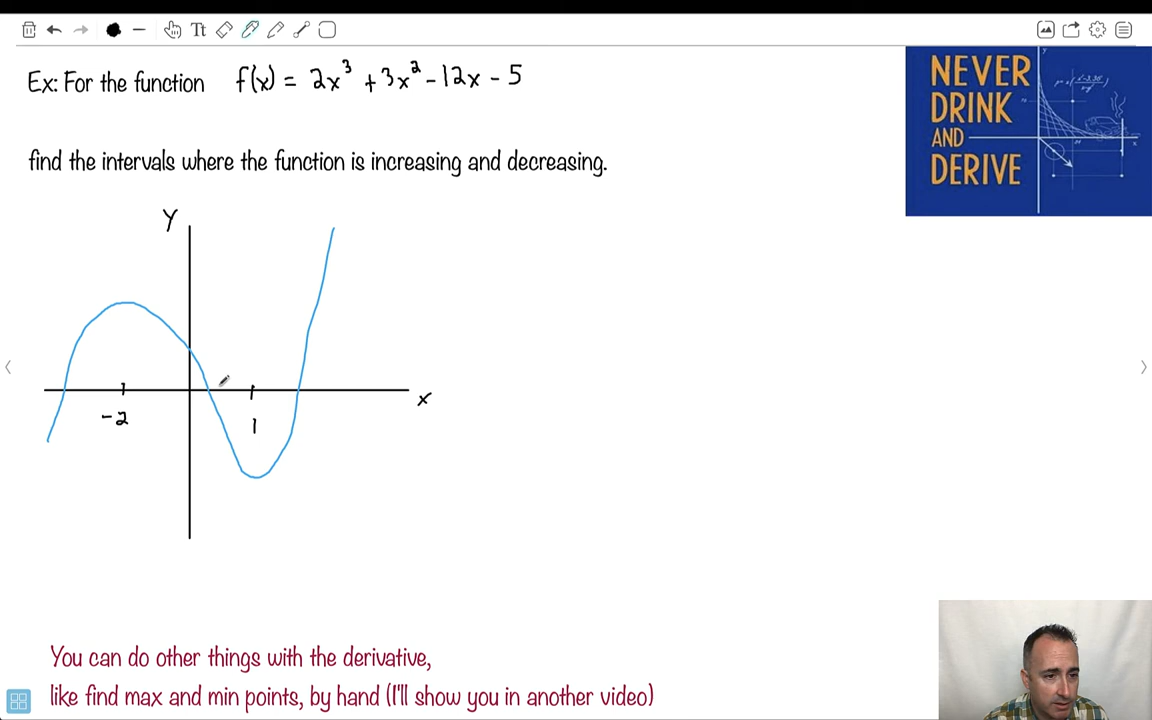 Tt
Ex: For the function f(x) = 2x³ + 3x² - 12x - 5
find the intervals where the function is increasing and decreasing.
NEVER
DRINK
AND
DERIVE
Y
x
-2
1
You can do other things with the derivative,
like find max and min points, by hand (I'll show you in another video)